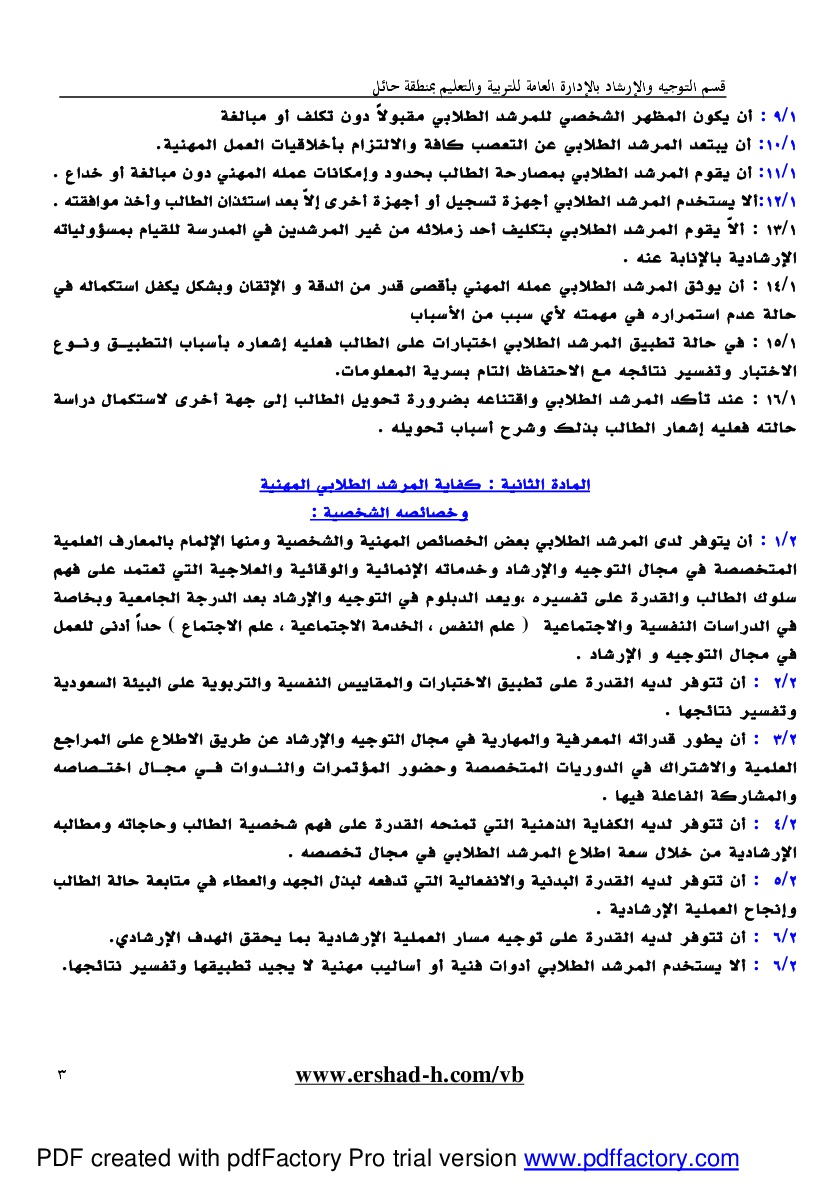 قسم التوجيه والإرشاد بالإدارة العامة للتربية والتعليم بمنطقة حائل
٩/١ : أن يكون المظهر الشخصي للمرشد الطلابي مقبولاً دون تكلف أو مبالغة
١٠/١: أن يبتعد المرشد الطلابي عن التعصب كافة والالتزام بأخلاقيات العمل المهنية.
١١/١: أن يقوم المرشد الطلابي بمصارحة الطالب بحدود وإمكانات عمله المهني دون مبالغة أو خداع .
١٢/١:ألا يستخدم المرشد الطلابي أجهزة تسجيل أو أجهزة أخرى إلاّ بعد استئذان الطالب وأخذ موافقته .
١٣/١ : ألاّ يقوم المرشد الطلابي بتكليف أحد زملائه من غير المرشدين في المدرسة للقيام بمسؤولياته
الإرشادية بالإنابة عنه .
١٤/١ : أن يوثق المرشد الطلابي عمله المهني بأقصى قدر من الدقة و الإتقان وبشكل يكفل استكماله في
حالة عدم استمراره في مهمته لأي سبب من الأسباب
١٥/١ : في حالة تطبيق المرشد الطلابي اختبارات على الطالب فعليه إشعاره بأسباب التطبيـق ونـوع
الاختبار وتفسير نتائجه مع الاحتفاظ التام بسرية المعلومات.
١٦/١ : عند تأكد المرشد الطلابي واقتناعه بضرورة تحويل الطالب إلى جهة أخرى لاستكمال دراسة
حالته فعليه إشعار الطالب بذلك وشرح أسباب تحويله .
المادة الثانية : كفاية المرشد الطلابي المهنية
وخصائصه الشخصية :
١/٢ : أن يتوفر لدى المرشد الطلابي بعض الخصائص المهنية والشخصية ومنها الإلمام بالمعارف العلمية
المتخصصة في مجال التوجيه والإرشاد وخدماته الإنمائية والوقائية والعلاجية التي تعتمد على فهم
سلوك الطالب والقدرة على تفسيره ،ويعد الدبلوم في التوجيه والإرشاد بعد الدرجة الجامعية وبخاصة
في الدراسات النفسية والاجتماعية ( علم النفس ، الخدمة الاجتماعية ، علم الاجتماع ) حداً أدنى للعمل
في مجال التوجيه و الإرشاد .
٢/٢ : أن تتوفر لديه القدرة على تطبيق الاختبارات والمقاييس النفسية والتربوية على البيئة السعودية
وتفسير نتائجها .
٣/٢ : أن يطور قدراته المعرفية والمهارية في مجال التوجيه والإرشاد عن طريق الاطلاع على المراجع
العلمية والاشتراك في الدوريات المتخصصة وحضور المؤتمرات والنـدوات فـي مجـال اختـصاصه
والمشاركة الفاعلة فيها .
٤/٢ : أن تتوفر لديه الكفاية الذهنية التي تمنحه القدرة على فهم شخصية الطالب وحاجاته ومطالبه
الإرشادية من خلال سعة اطلاع المرشد الطلابي في مجال تخصصه .
٥/٢ : أن تتوفر لديه القدرة البدنية والانفعالية التي تدفعه لبذل الجهد والعطاء في متابعة حالة الطالب
وإنجاح العملية الإرشادية .
٦/٢ : أن تتوفر لديه القدرة على توجيه مسار العملية الإرشادية بما يحقق الهدف الإرشادي.
٦/٢ : ألا يستخدم المرشد الطلابي أدوات فنية أو أساليب مهنية لا يجيد تطبيقها وتفسير نتائجها.
www.ershad-h.com/vb
٣
PDF created with pdfFactory Pro trial version www.pdffactory.com